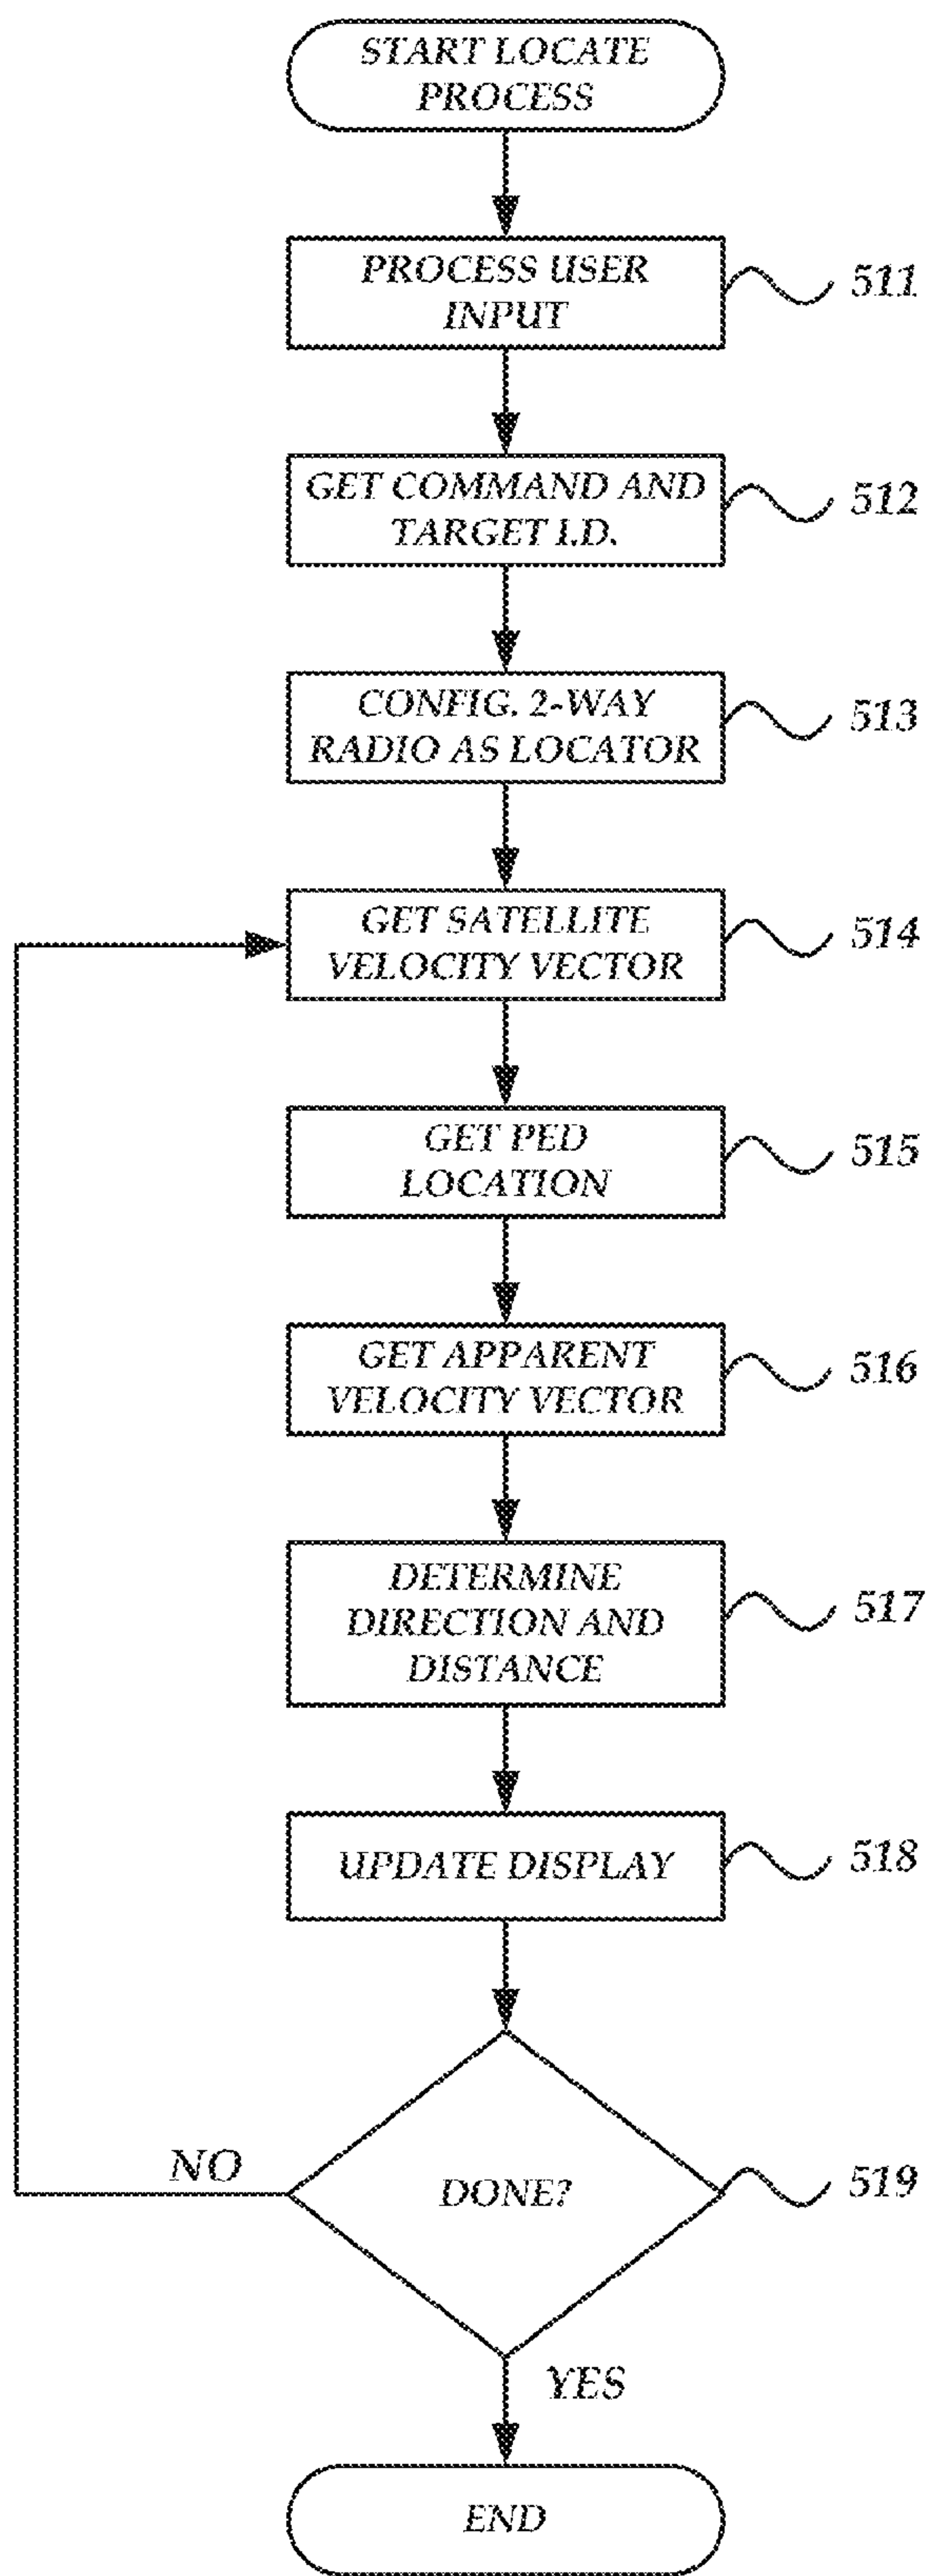 START LOCATE
PROCESS
PROCESS USER
INPUT
511
GET COMMAND AND
TARGET I.D.
512
CONFIG. 2-WAY
RADIO AS LOCATOR
513
GET SATELLITE
VELOCITY VECTOR
514
GET PED
LOCATION
515
GET APPARENT
VELOCITY VECTOR
516
DETERMINE
DIRECTION AND
DISTANCE
517
UPDATE DISPLAY
518
NO
DONE?
519
YES
END